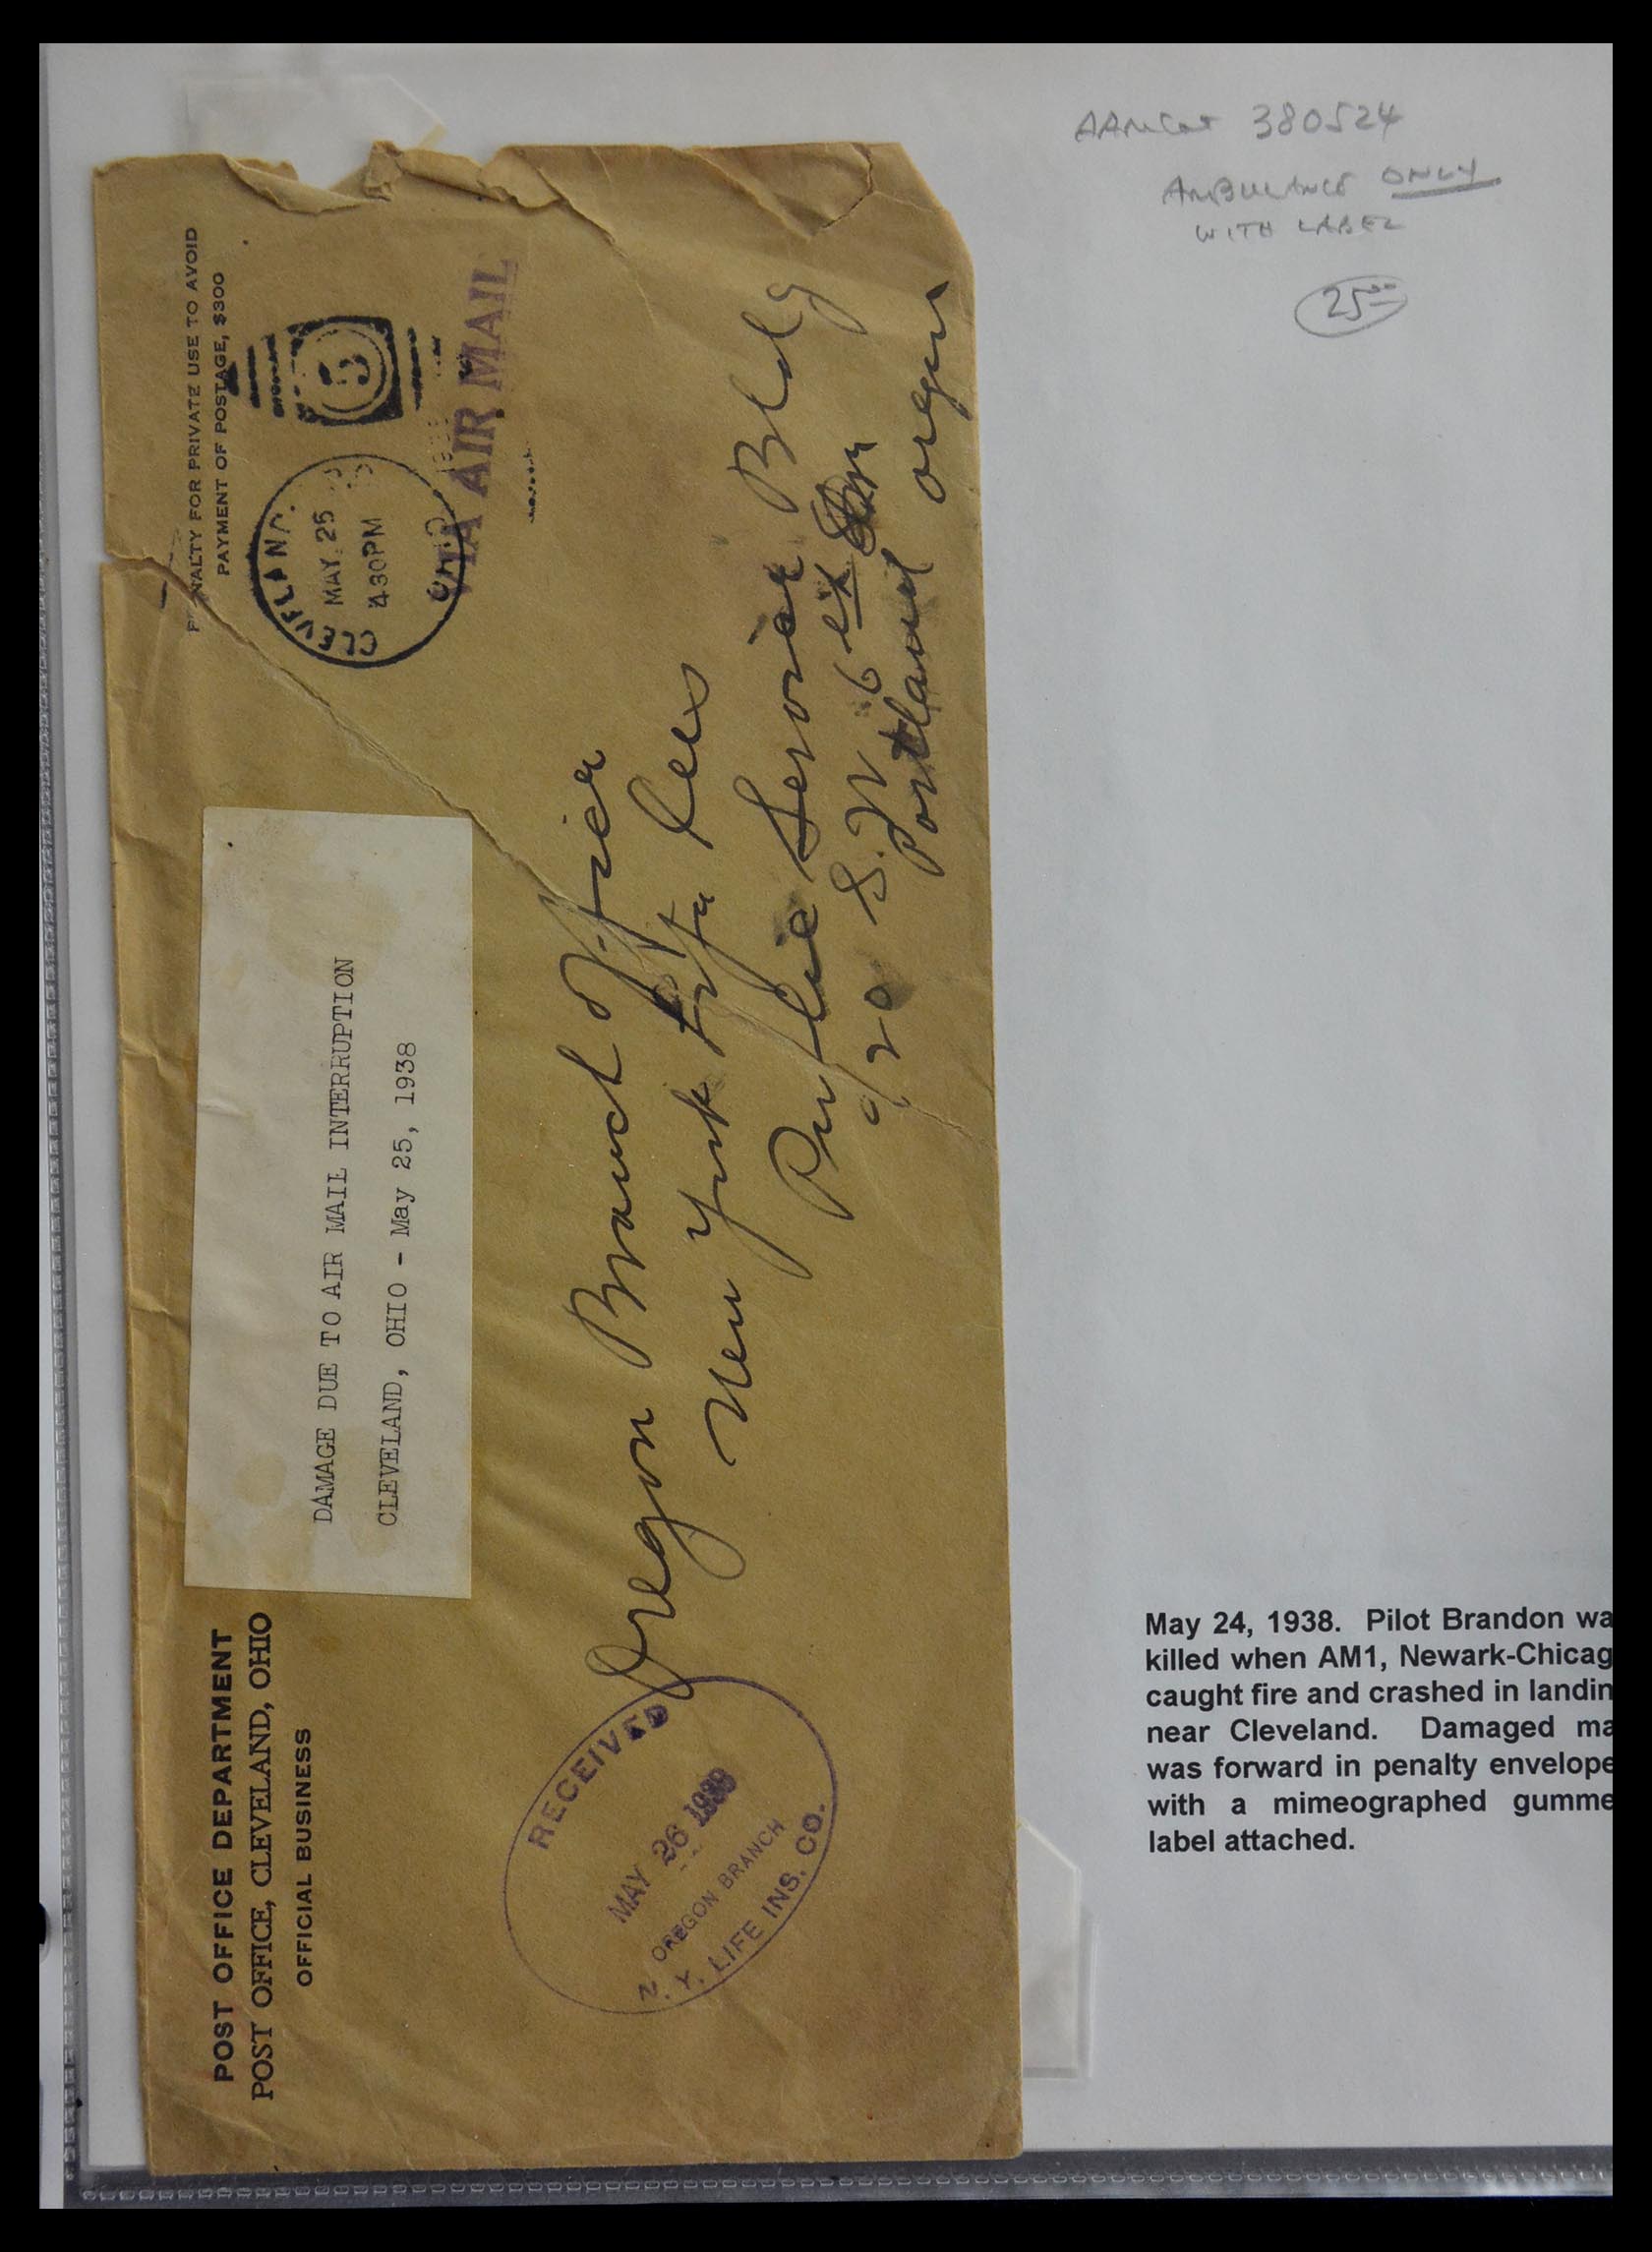 AAMCat 380524
AMBULANCE ONLY
WITH LABEL
25⁰⁰
POST OFFICE DEPARTMENT
POST OFFICE, CLEVELAND, OHIO
OFFICIAL BUSINESS
DAMAGE DUE TO AIR MAIL INTERRUPTION
CLEVELAND, OHIO - May 25, 1938
PENALTY FOR PRIVATE USE TO AVOID
PAYMENT OF POSTAGE, $300
CLEVELAND
MAY 25
430PM
OHIO
5
VIA AIR MAIL
Oregon Branch Office
New York Life Ins
Public Service Bldg
920 S.W. 6th
Portland Oregon
RECEIVED
MAY 26 1938
OREGON BRANCH
N. Y. LIFE INS. CO.
May 24, 1938. Pilot Brandon wa
killed when AM1, Newark-Chicag
caught fire and crashed in landin
near Cleveland. Damaged ma
was forward in penalty envelope
with a mimeographed gumme
label attached.